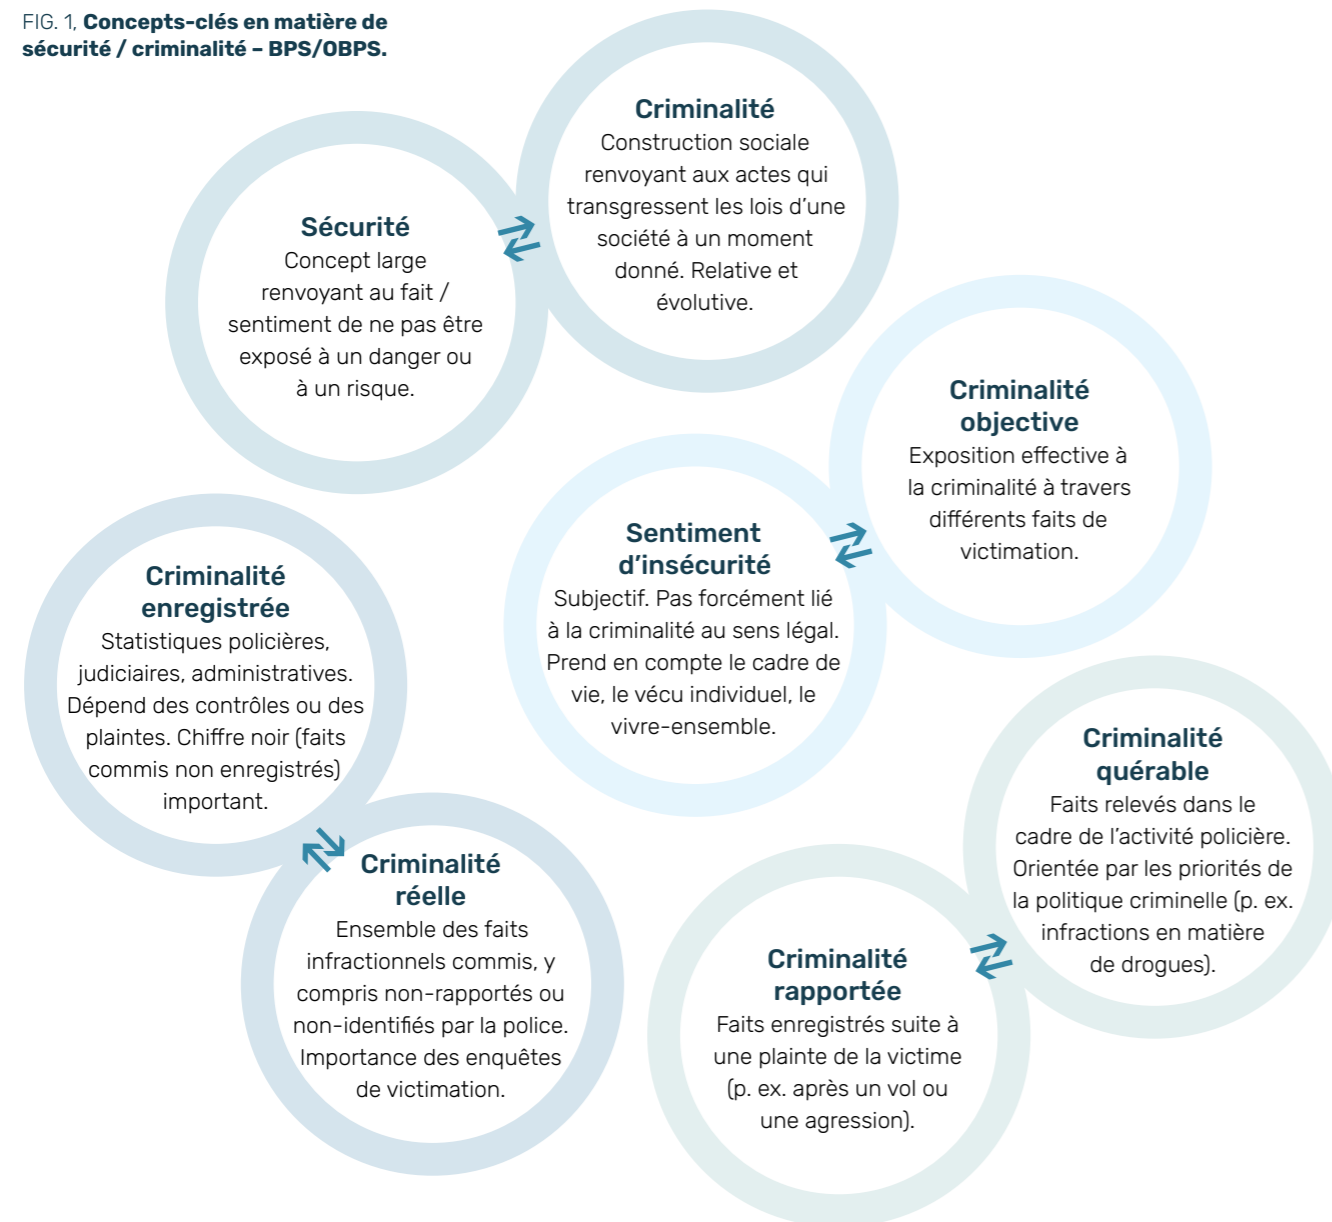 FIG. 1, Concepts-clés en matière de
sécurité / criminalité – BPS/OBPS.
Criminalité
Construction sociale
renvoyant aux actes qui
transgressent les lois d’une
société à un moment
donné. Relative et
évolutive.
Sécurité
Concept large
renvoyant au fait /
sentiment de ne pas être
exposé à un danger ou
à un risque.
Criminalité
objective
Exposition effective à
la criminalité à travers
différents faits de
victimation.
Sentiment
d’insécurité
Subjectif. Pas forcément lié
à la criminalité au sens légal.
Prend en compte le cadre de
vie, le vécu individuel, le
vivre-ensemble.
Criminalité
enregistrée
Statistiques policières,
judiciaires, administratives.
Dépend des contrôles ou des
plaintes. Chiffre noir (faits
commis non enregistrés)
important.
Criminalité
réelle
Ensemble des faits
infractionnels commis, y
compris non-rapportés ou
non-identifiés par la police.
Importance des enquêtes
de victimation.
Criminalité
quérable
Faits relevés dans le
cadre de l’activité policière.
Orientée par les priorités de
la politique criminelle (p. ex.
infractions en matière
de drogues).
Criminalité
rapportée
Faits enregistrés suite à
une plainte de la victime
(p. ex. après un vol ou
une agression).